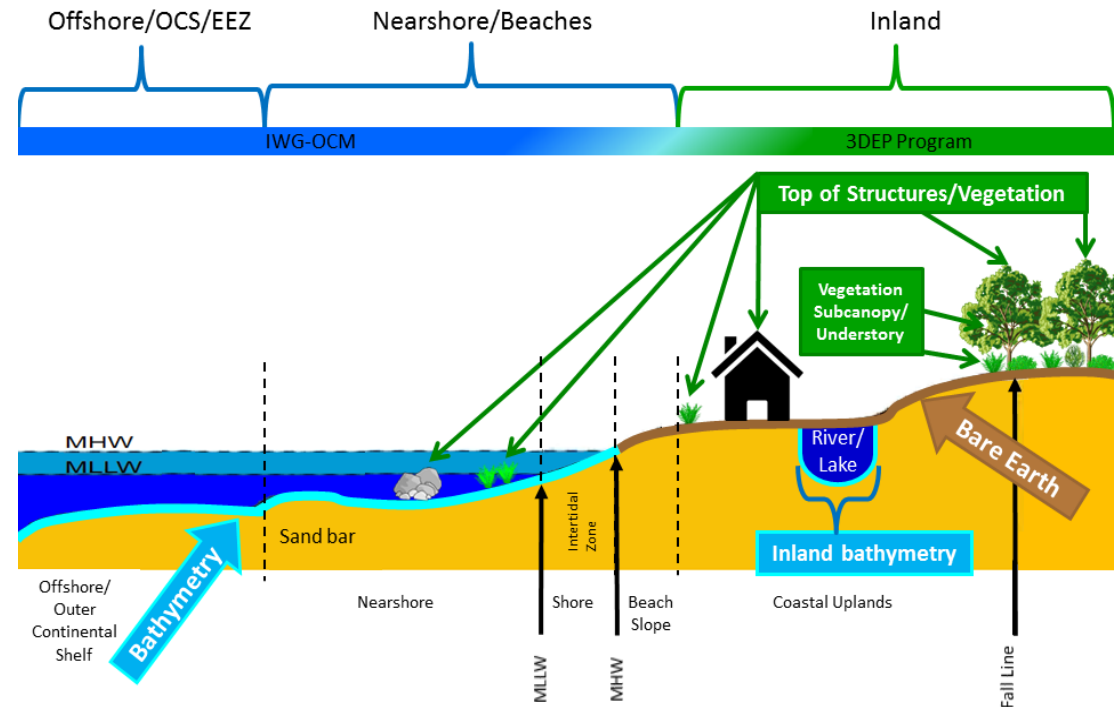 Offshore/OCS/EEZ
Nearshore/Beaches
Inland
IWG-OCM
3DEP Program
Top of Structures/Vegetation
Vegetation
Subcanopy/
Understory
MHW
MLLW
River/
Lake
Bare Earth
Sand bar
Intertidal
Zone
Inland bathymetry
Bathymetry
Offshore/
Outer
Continental
Shelf
Nearshore
Shore
Beach
Slope
Coastal Uplands
MLLW
MHW
Fall Line